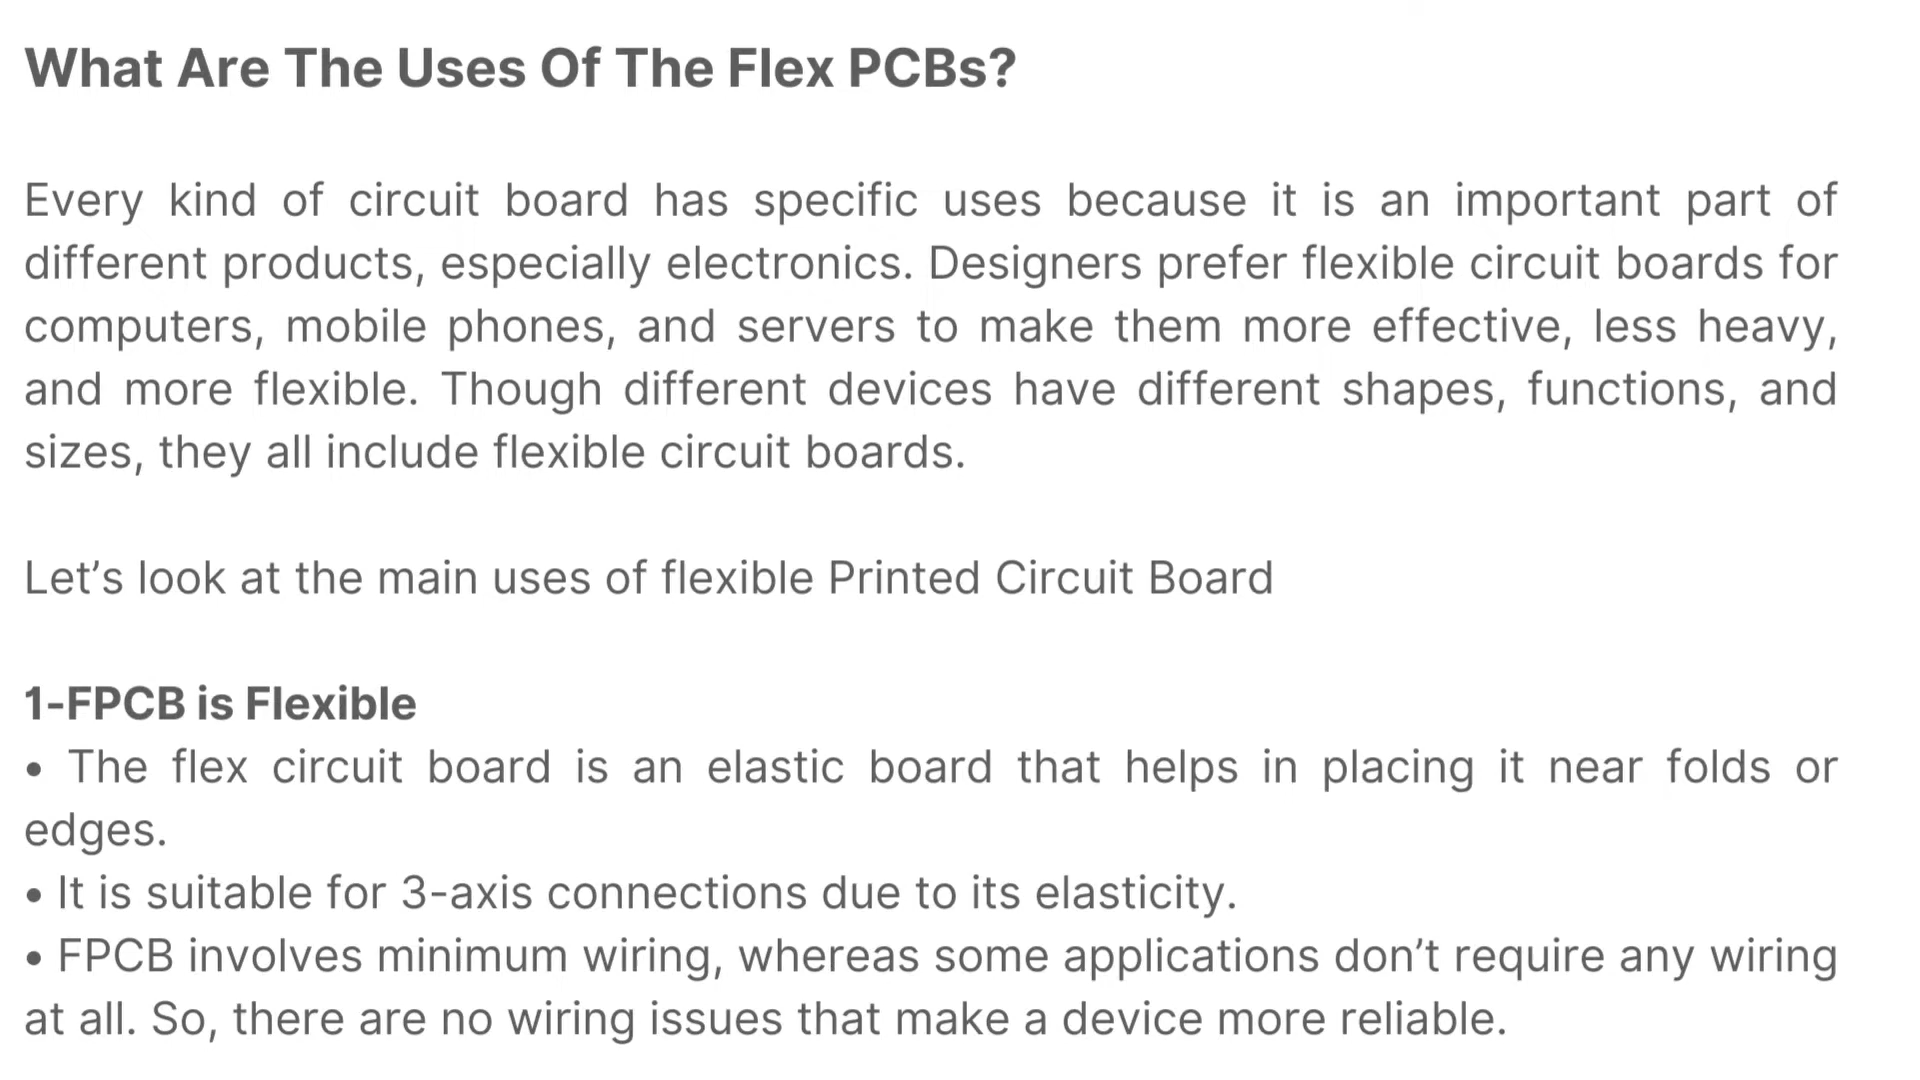 What Are The Uses Of The Flex PCBs?
Every kind of circuit board has specific uses because it is an important part of
different products, especially electronics. Designers prefer flexible circuit boards for
computers, mobile phones, and servers to make them more effective, less heavy,
and more flexible. Though different devices have different shapes, functions, and
sizes, they all include flexible circuit boards.
Let’s look at the main uses of flexible Printed Circuit Board
1-FPCB is Flexible
• The flex circuit board is an elastic board that helps in placing it near folds or
edges.
• It is suitable for 3-axis connections due to its elasticity.
• FPCB involves minimum wiring, whereas some applications don’t require any wiring
at all. So, there are no wiring issues that make a device more reliable.